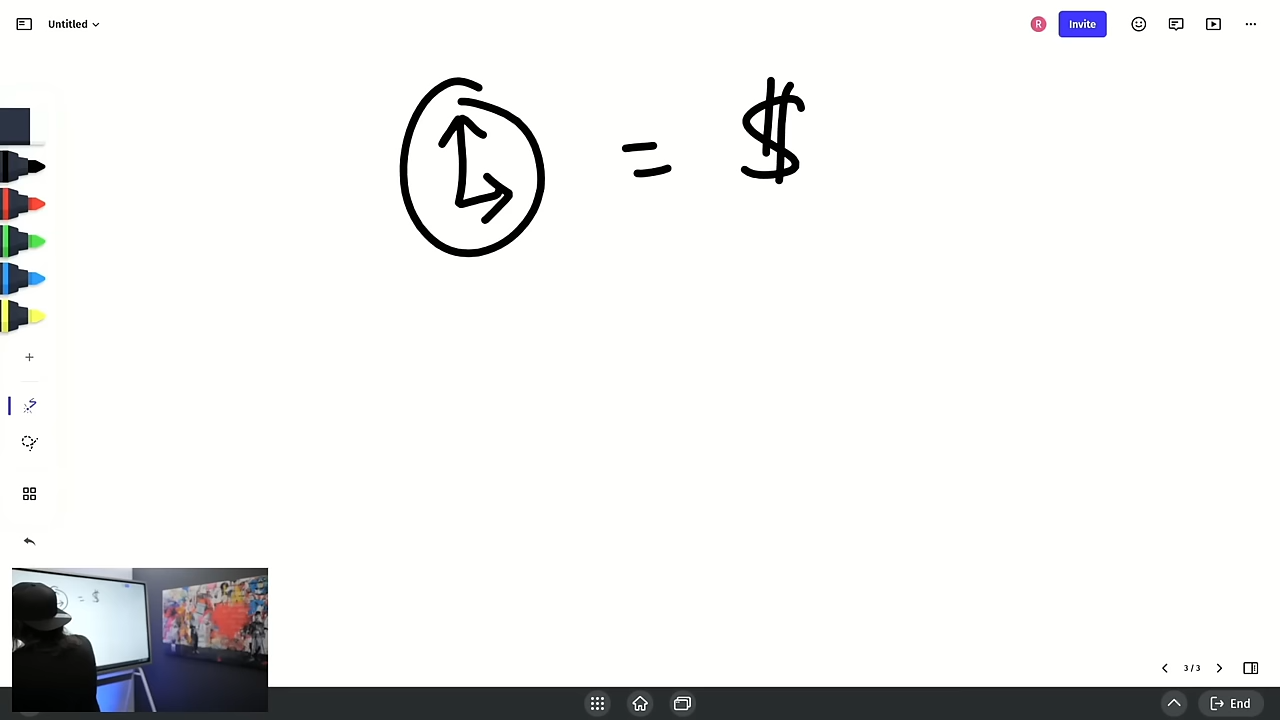 Untitled
R
Invite
= $
3 / 3
End